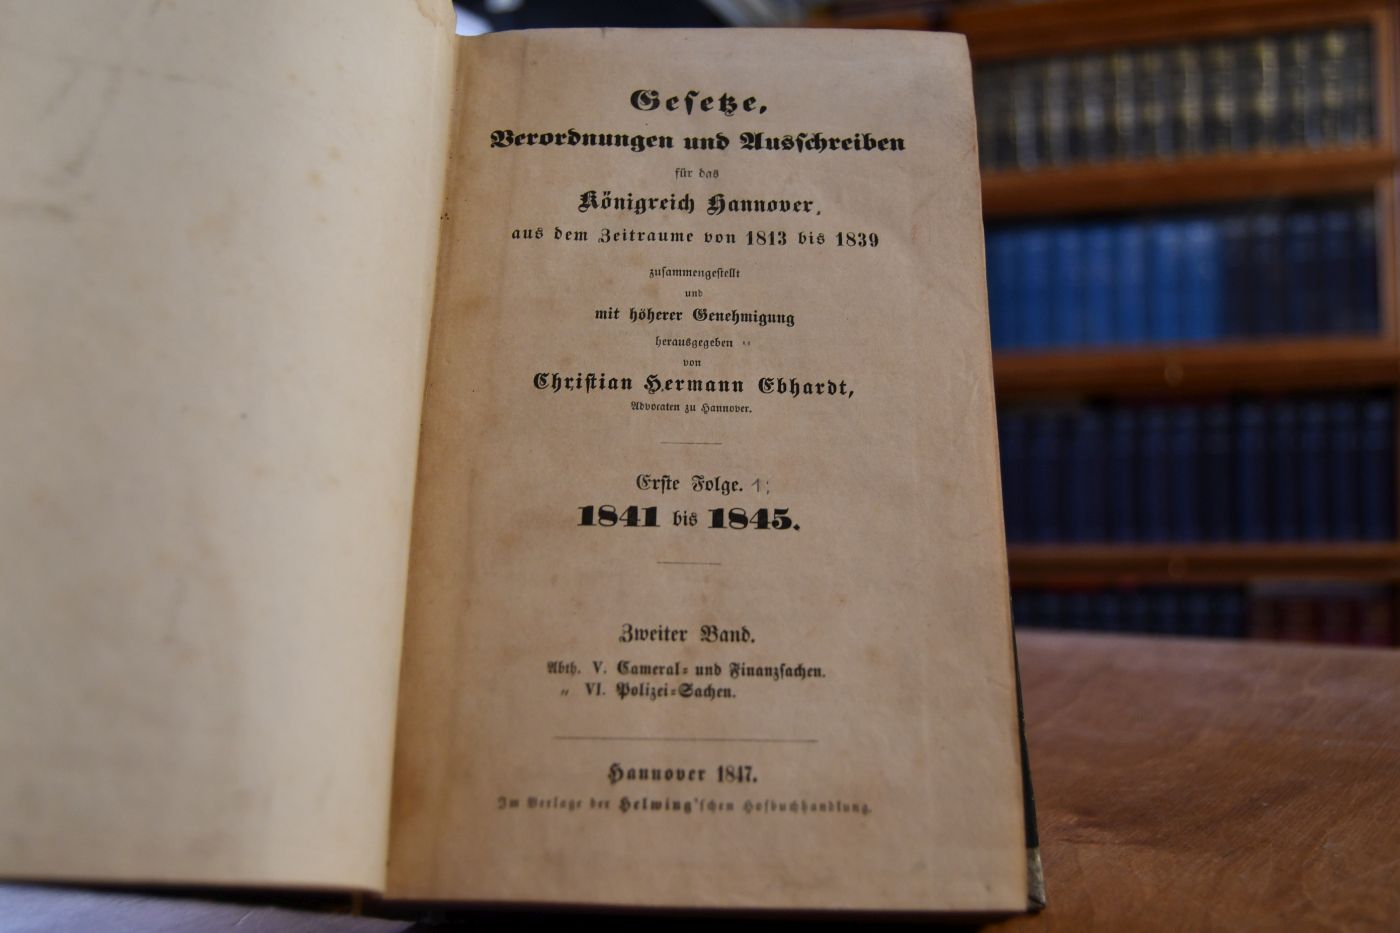 Gesetze,
Verordnungen und Ausschreiben
für das
Königreich Hannover,
aus dem Zeitraume von 1813 bis 1839
zusammengestellt
und
mit höherer Genehmigung
herausgegeben
von
Christian Hermann Ebhardt,
Advocaten zu Hannover.
Erste Folge. 1;
1841 bis 1845.
Zweiter Band.
Abth. V. Cameral- und Finanzsachen.
„ VI. Polizei-Sachen.
Hannover 1847.
Im Verlage der Helwing'schen Hofbuchhandlung.